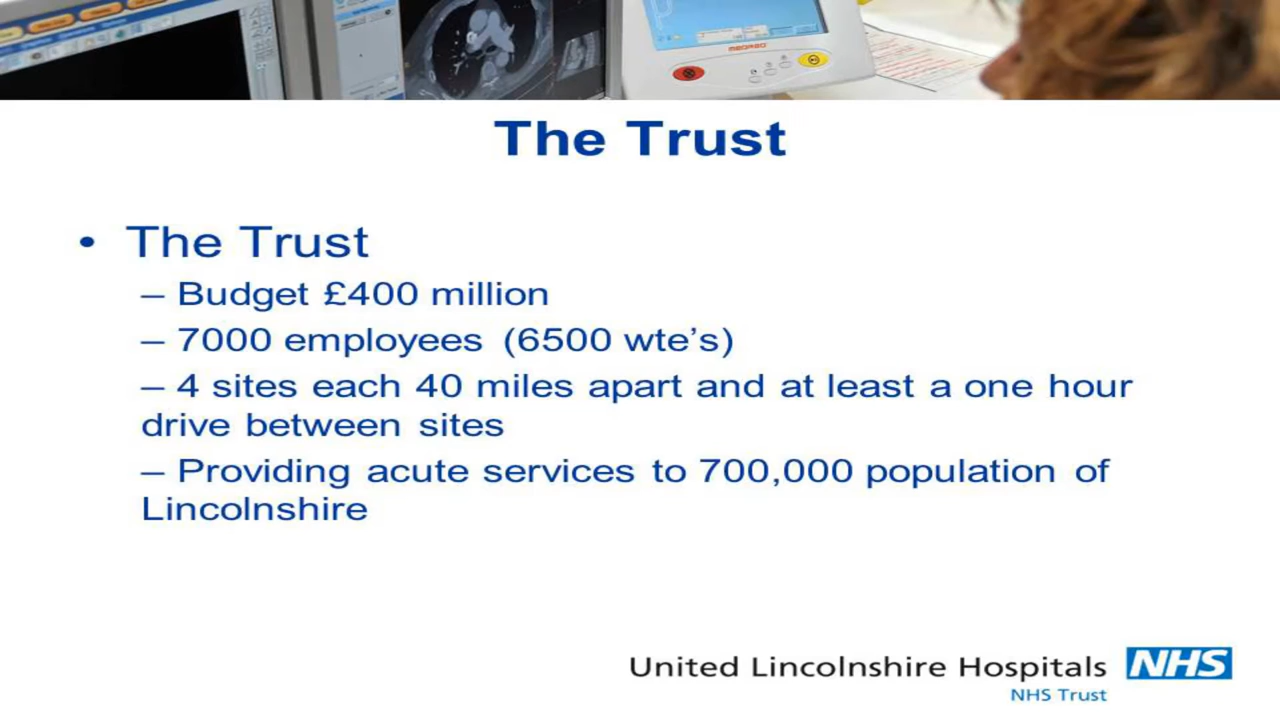 MEDRAD
The Trust
• The Trust
– Budget £400 million
– 7000 employees (6500 wte’s)
– 4 sites each 40 miles apart and at least a one hour
drive between sites
– Providing acute services to 700,000 population of
Lincolnshire
United Lincolnshire Hospitals NHS
NHS Trust